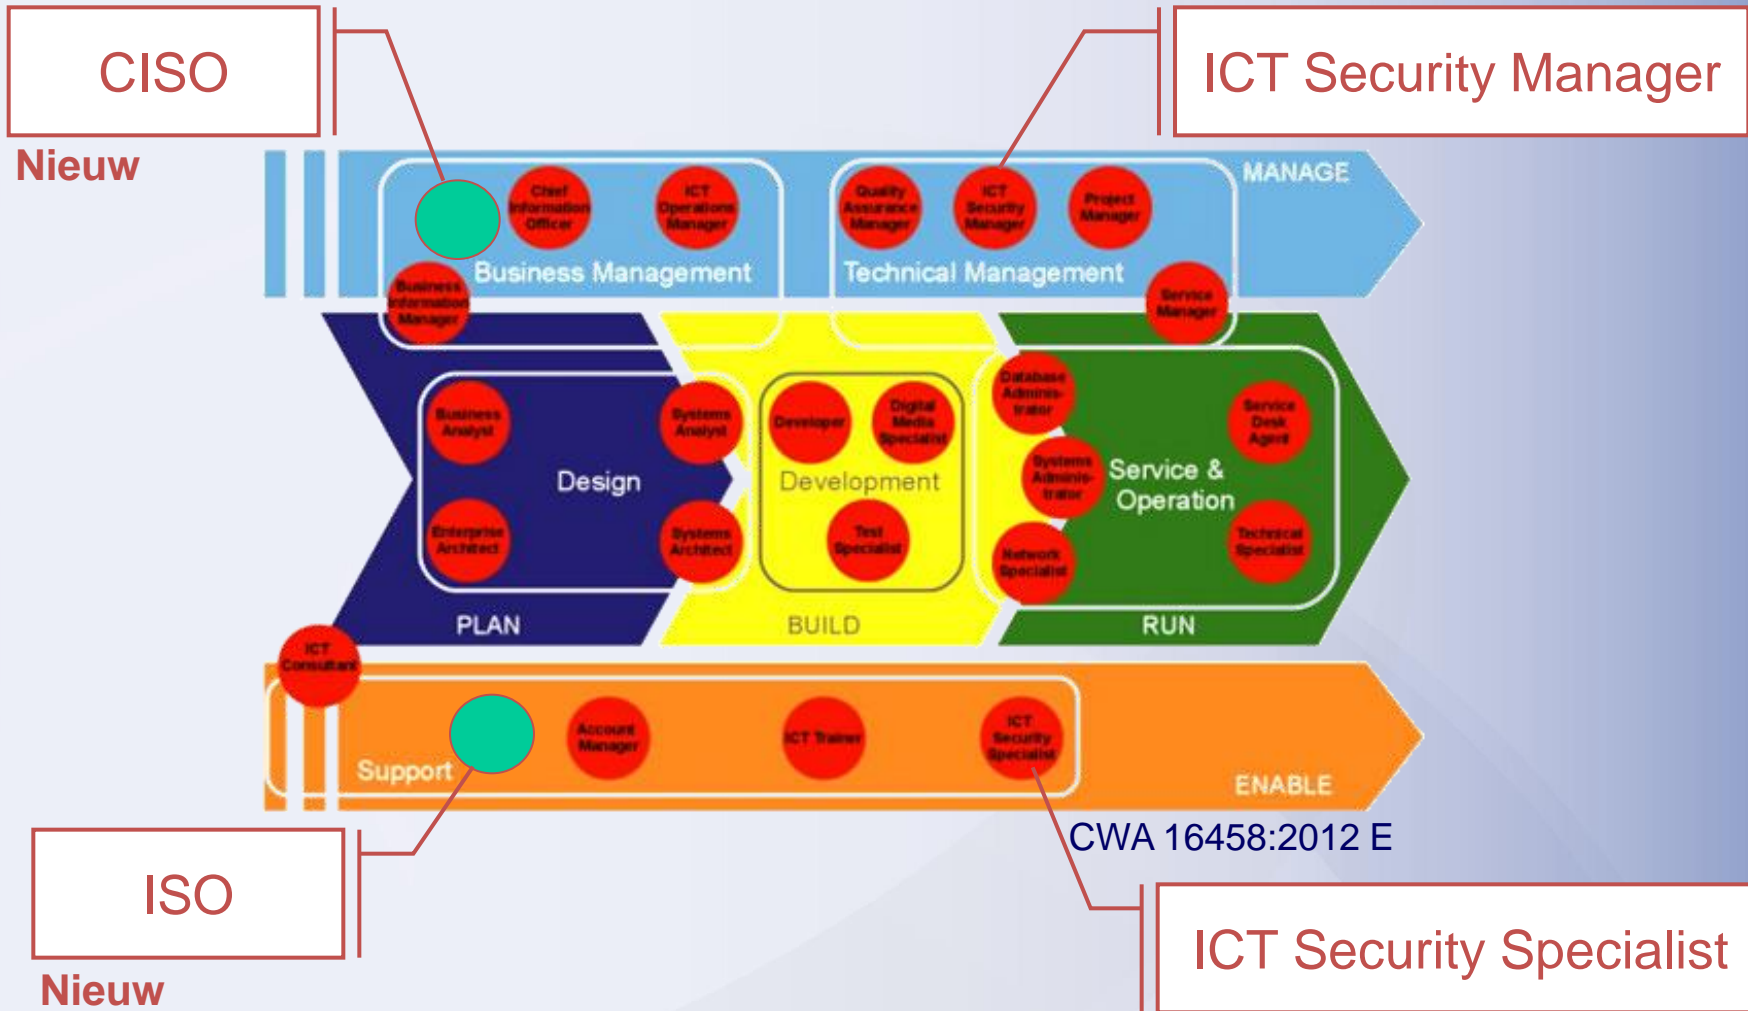 CISO
ICT Security Manager
Nieuw
MANAGE
Chief
Information
Officer
ICT
Operations
Manager
Quality
Assurance
Manager
ICT
Security
Manager
Project
Manager
Business Management
Technical Management
Business
Information
Manager
Service
Manager
Business
Analyst
Systems
Analyst
Developer
Digital
Media
Specialist
Database
Adminis-
trator
Service
Desk
Agent
Design
Development
Systems
Adminis-
trator
Service &
Operation
Enterprise
Architect
Systems
Architect
Test
Specialist
Network
Specialist
Technical
Specialist
PLAN
BUILD
RUN
ICT
Consultant
Account
Manager
ICT Trainer
ICT
Security
Specialist
Support
ENABLE
CWA 16458:2012 E
ISO
ICT Security Specialist
Nieuw